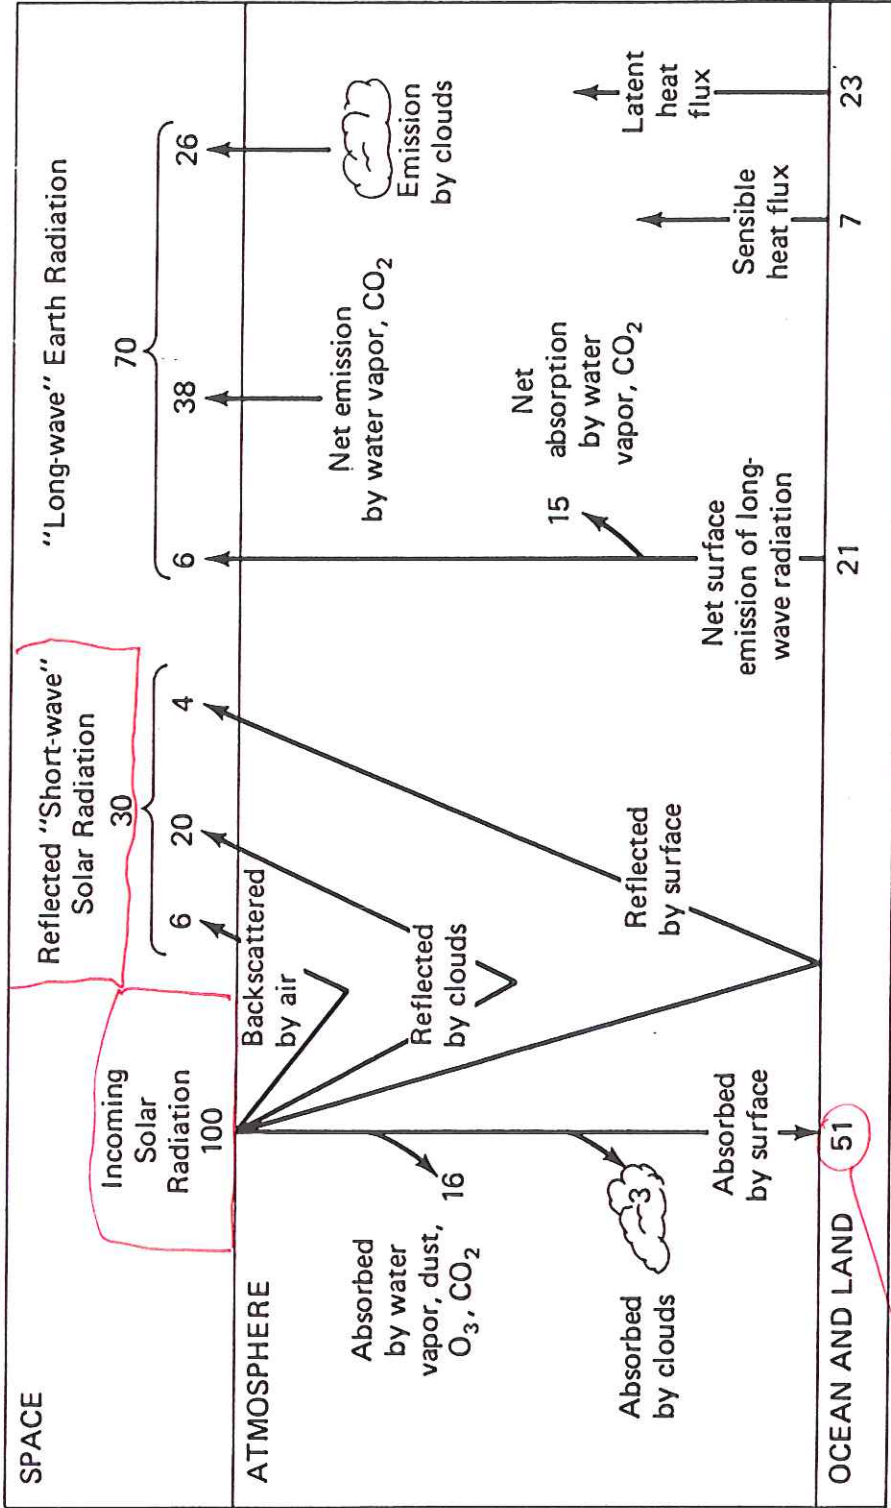 SPACE
Incoming
Solar
Radiation
100
Reflected "Short-wave"
Solar Radiation
30
6
20
4
"Long-wave" Earth Radiation
70
6
38
26
ATMOSPHERE
Backscattered
by air
Reflected
by clouds
Reflected
by surface
Absorbed
by water
vapor, dust,
O₃, CO₂
16
Absorbed
by clouds
3
Absorbed
by surface
Net emission
by water vapor, CO₂
Emission
by clouds
15
Net
absorption
by water
vapor, CO₂
Net surface
emission of long-
wave radiation
Sensible
heat flux
Latent
heat
flux
OCEAN AND LAND
51
21
7
23